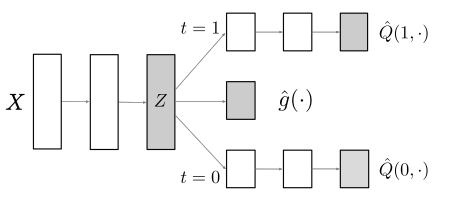 t = 1
Q̂(1, ·)
X
Z
ĝ(·)
t = 0
Q̂(0, ·)